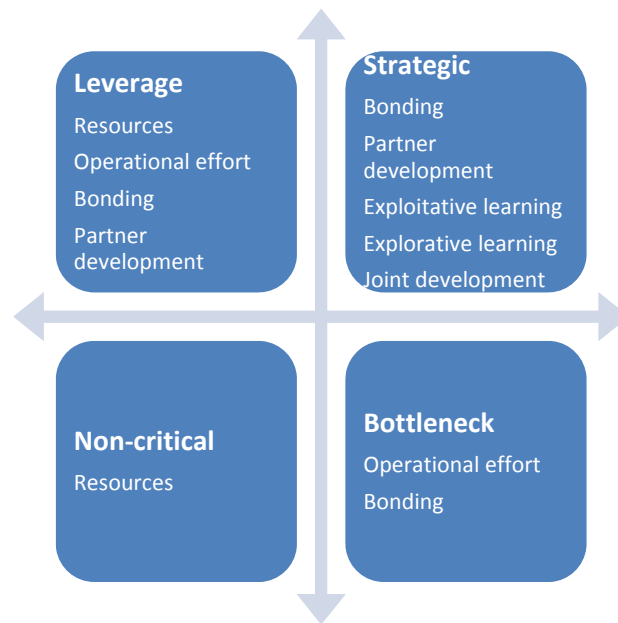 Leverage
Resources
Operational effort
Bonding
Partner
development
Strategic
Bonding
Partner
development
Exploitative learning
Explorative learning
Joint development
Non-critical
Resources
Bottleneck
Operational effort
Bonding